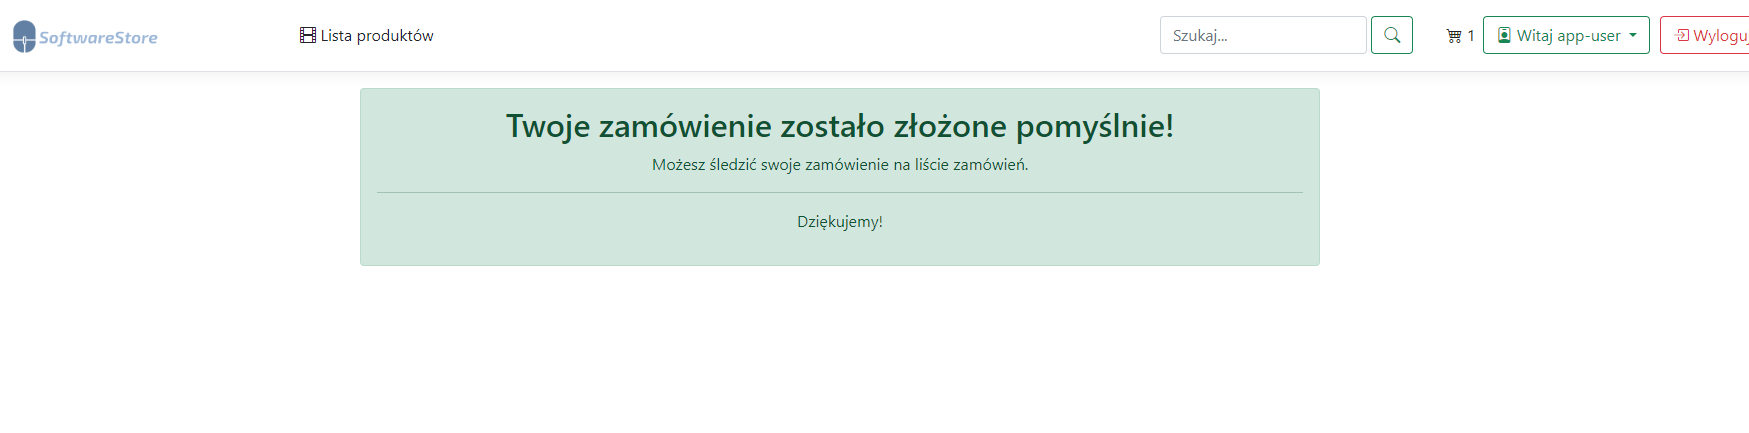 SoftwareStore
Lista produktów
Szukaj...
1
Witaj app-user
Wyloguj
Twoje zamówienie zostało złożone pomyślnie!
Możesz śledzić swoje zamówienie na liście zamówień.
Dziękujemy!